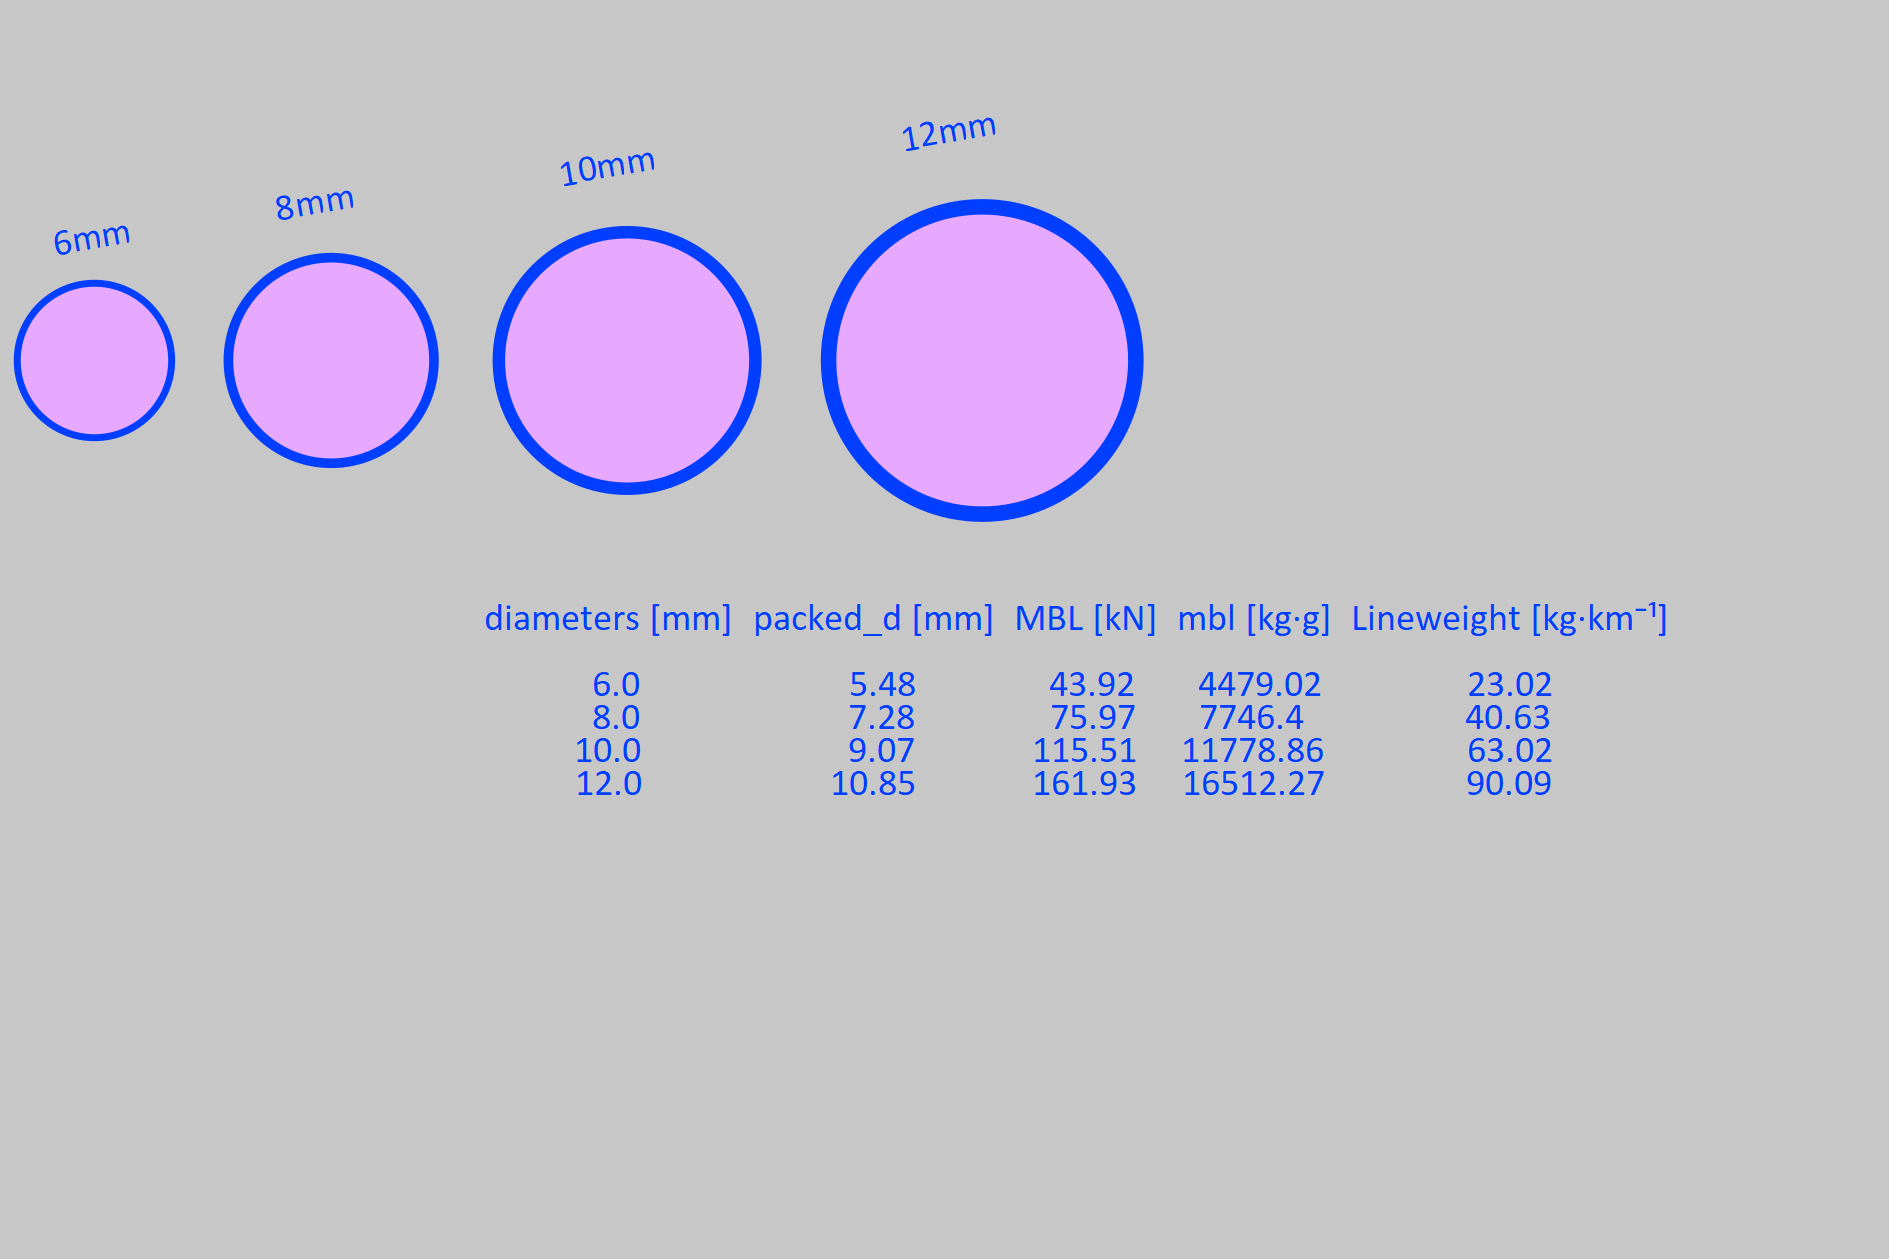 6mm
8mm
10mm
12mm
diameters [mm] packed_d [mm] MBL [kN] mbl [kg·g] Lineweight [kg·km⁻¹]
6.0 5.48 43.92 4479.02 23.02
8.0 7.28 75.97 7746.4 40.63
10.0 9.07 115.51 11778.86 63.02
12.0 10.85 161.93 16512.27 90.09